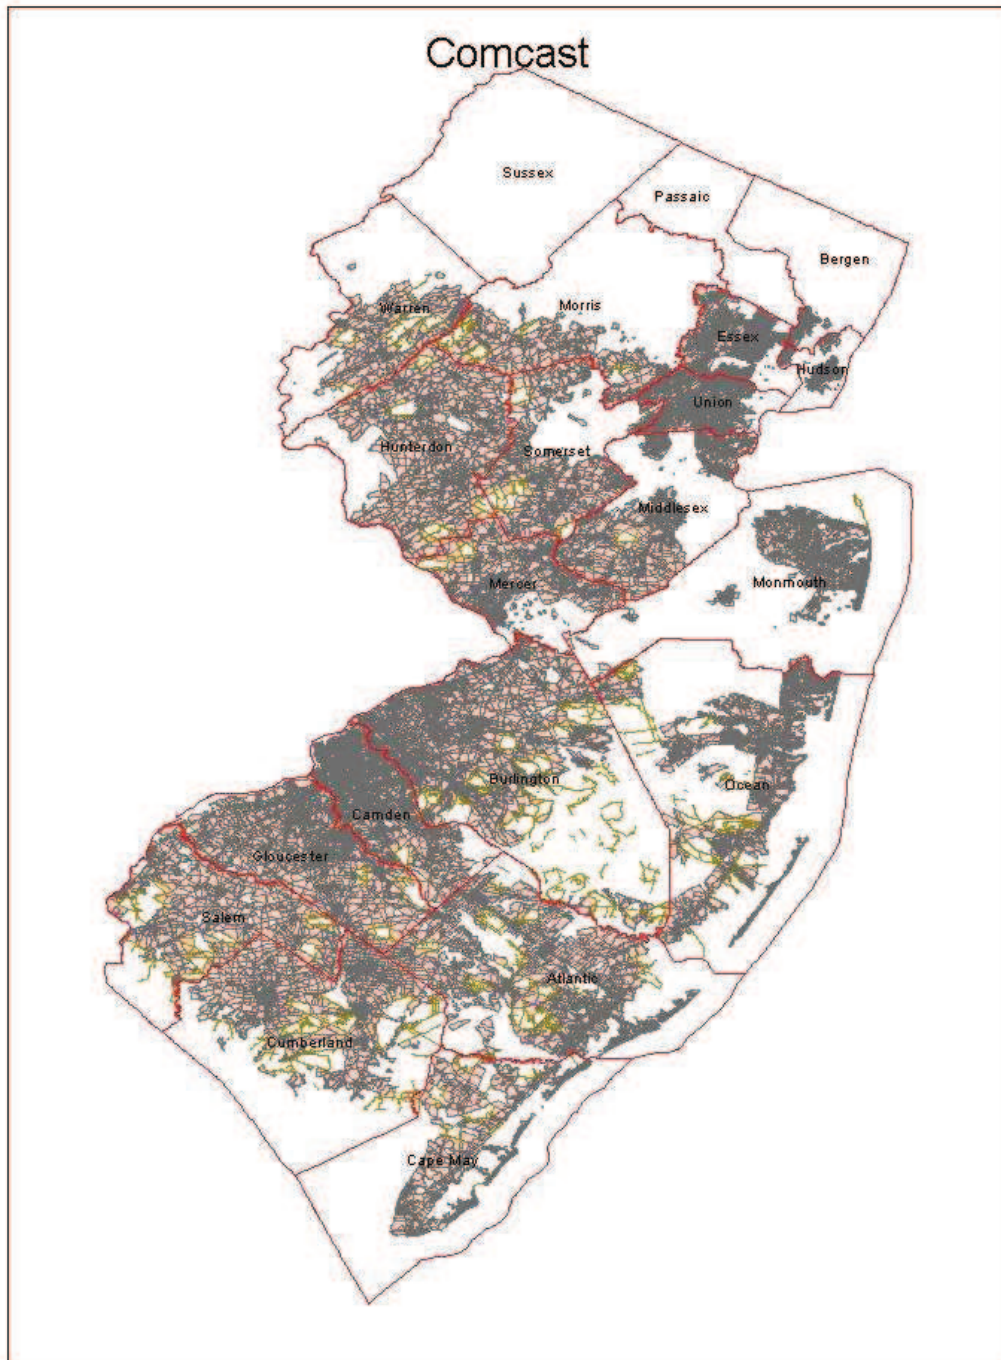 Comcast
Sussex
Passaic
Bergen
Warren
Morris
Essex
Hudson
Union
Hunterdon
Somerset
Middlesex
Mercer
Monmouth
Burlington
Ocean
Camden
Gloucester
Salem
Atlantic
Cumberland
Cape May